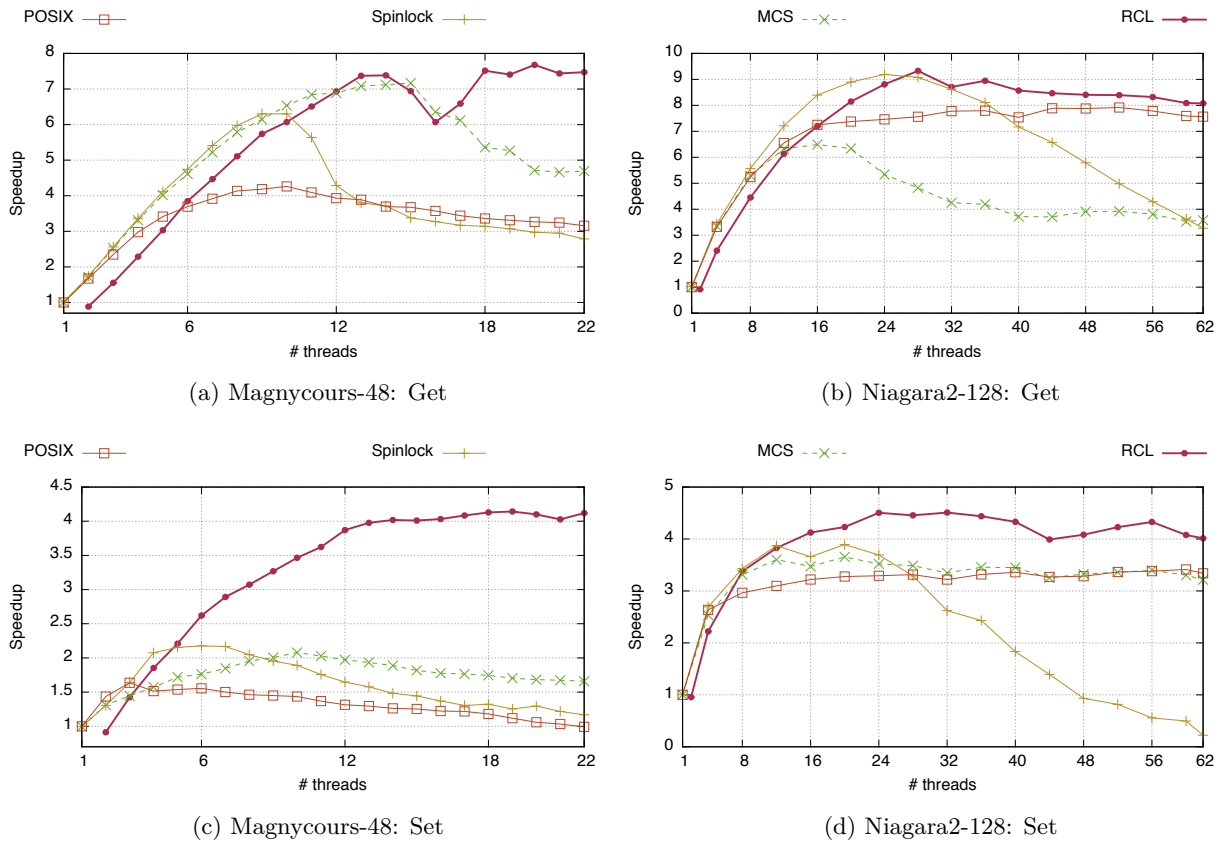 POSIX Spinlock MCS RCL
8
7
6
5
4
3
2
1
Speedup
1 6 12 18 22
# threads
(a) Magnycours-48: Get
10
9
8
7
6
5
4
3
2
1
0
Speedup
1 8 16 24 32 40 48 56 62
# threads
(b) Niagara2-128: Get
POSIX Spinlock MCS RCL
4.5
4
3.5
3
2.5
2
1.5
1
Speedup
1 6 12 18 22
# threads
(c) Magnycours-48: Set
5
4
3
2
1
0
Speedup
1 8 16 24 32 40 48 56 62
# threads
(d) Niagara2-128: Set